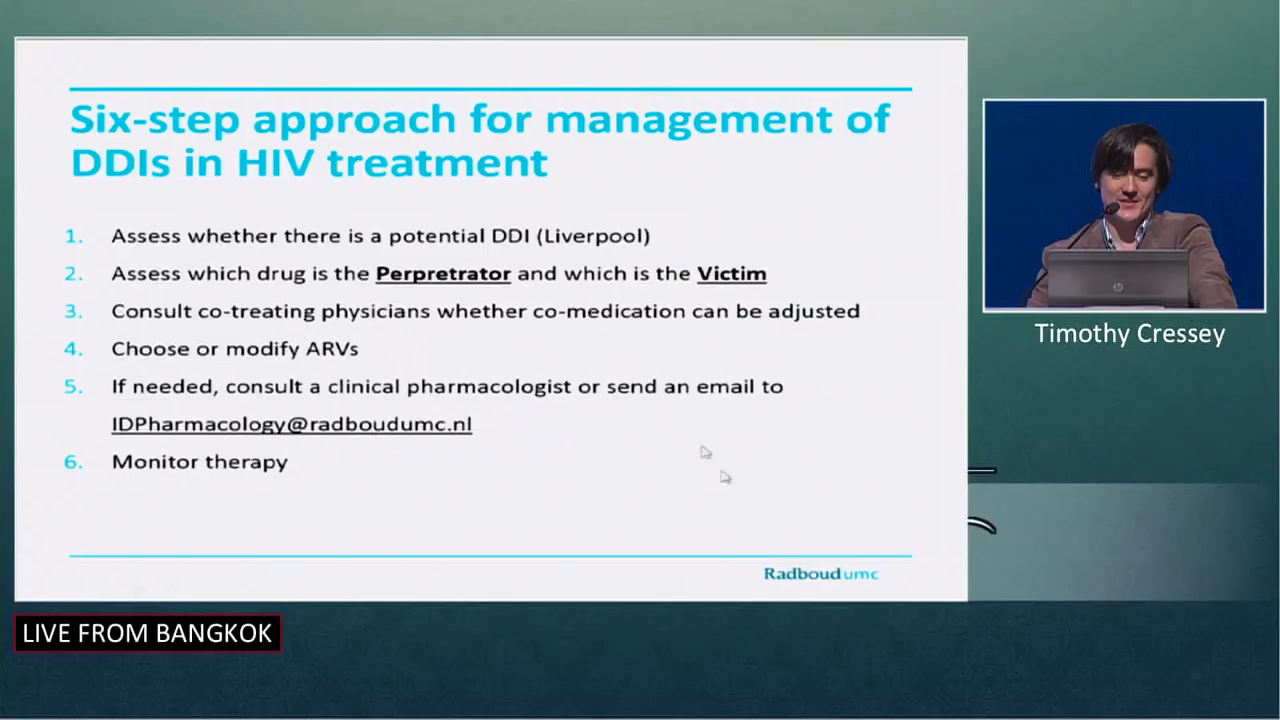 Six-step approach for management of
DDIs in HIV treatment
1. Assess whether there is a potential DDI (Liverpool)
2. Assess which drug is the Perpretrator and which is the Victim
3. Consult co-treating physicians whether co-medication can be adjusted
4. Choose or modify ARVs
5. If needed, consult a clinical pharmacologist or send an email to
IDPharmacology@radboudumc.nl
6. Monitor therapy
Radboudumc
Timothy Cressey
LIVE FROM BANGKOK